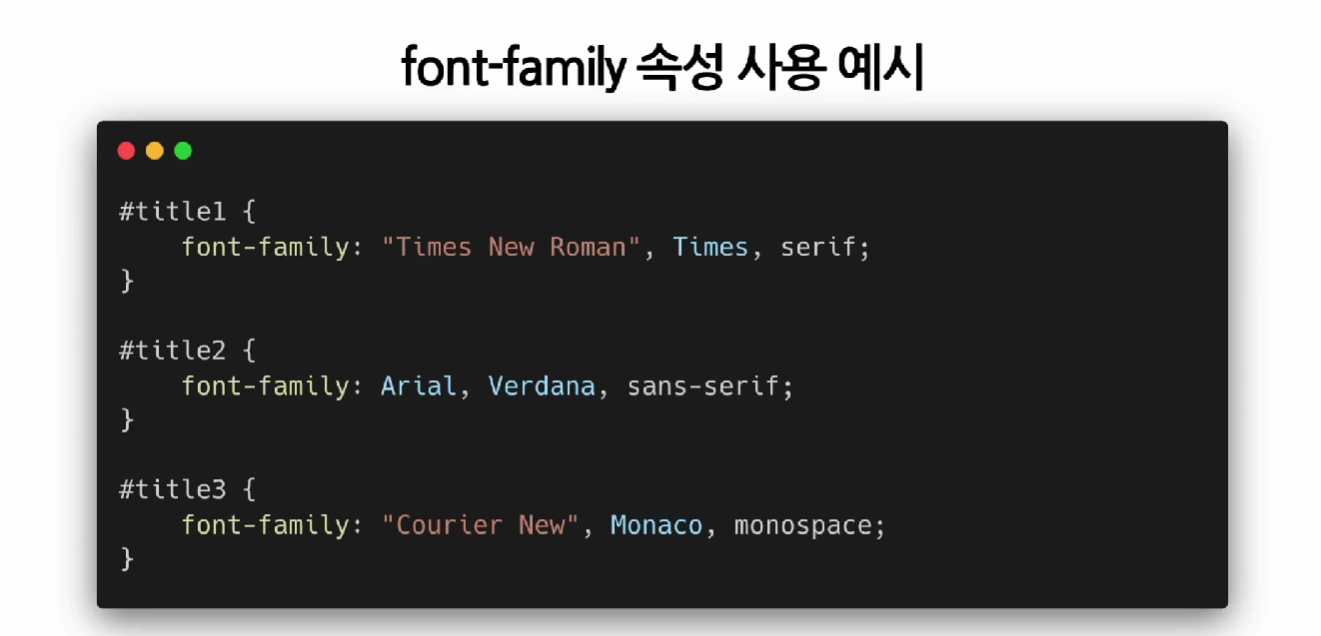 font-family 속성 사용 예시
#title1 {
    font-family: "Times New Roman", Times, serif;
}
#title2 {
    font-family: Arial, Verdana, sans-serif;
}
#title3 {
    font-family: "Courier New", Monaco, monospace;
}